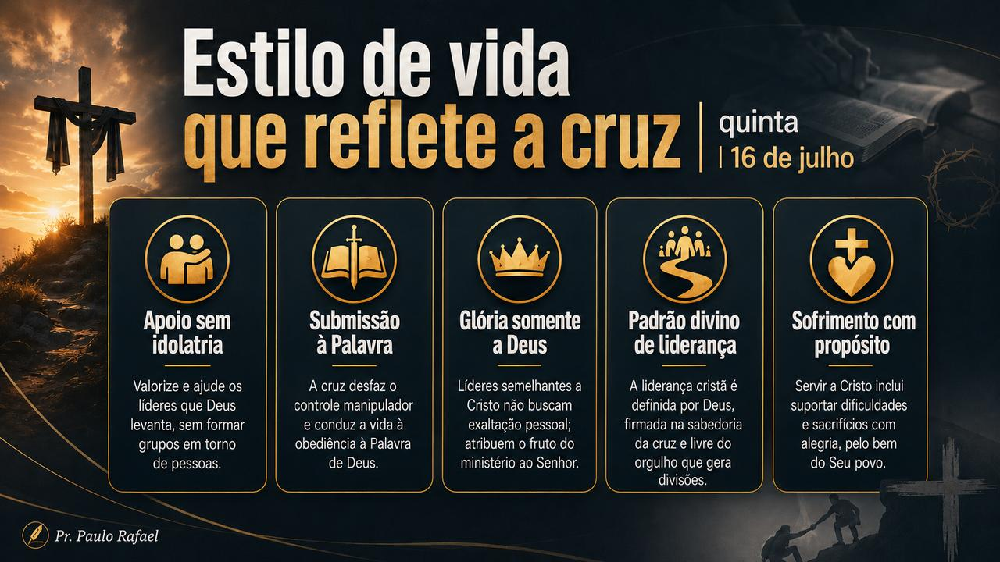 Estilo de vida
que reflete a cruz
quinta
| 16 de julho
Apoio sem
idolatria
Valorize e ajude os
líderes que Deus
levanta, sem formar
grupos em torno
de pessoas.
Submissão
à Palavra
A cruz desfaz o
controle manipulador
e conduz a vida à
obediência à Palavra
de Deus.
Glória somente
a Deus
Líderes semelhantes a
Cristo não buscam
exaltação pessoal;
atribuem o fruto do
ministério ao Senhor.
Padrão divino
de liderança
A liderança cristã é
definida por Deus,
firmada na sabedoria
da cruz e livre do
orgulho que gera
divisões.
Sofrimento com
propósito
Servir a Cristo inclui
suportar dificuldades
e sacrifícios com
alegria, pelo bem
do Seu povo.
Pr. Paulo Rafael